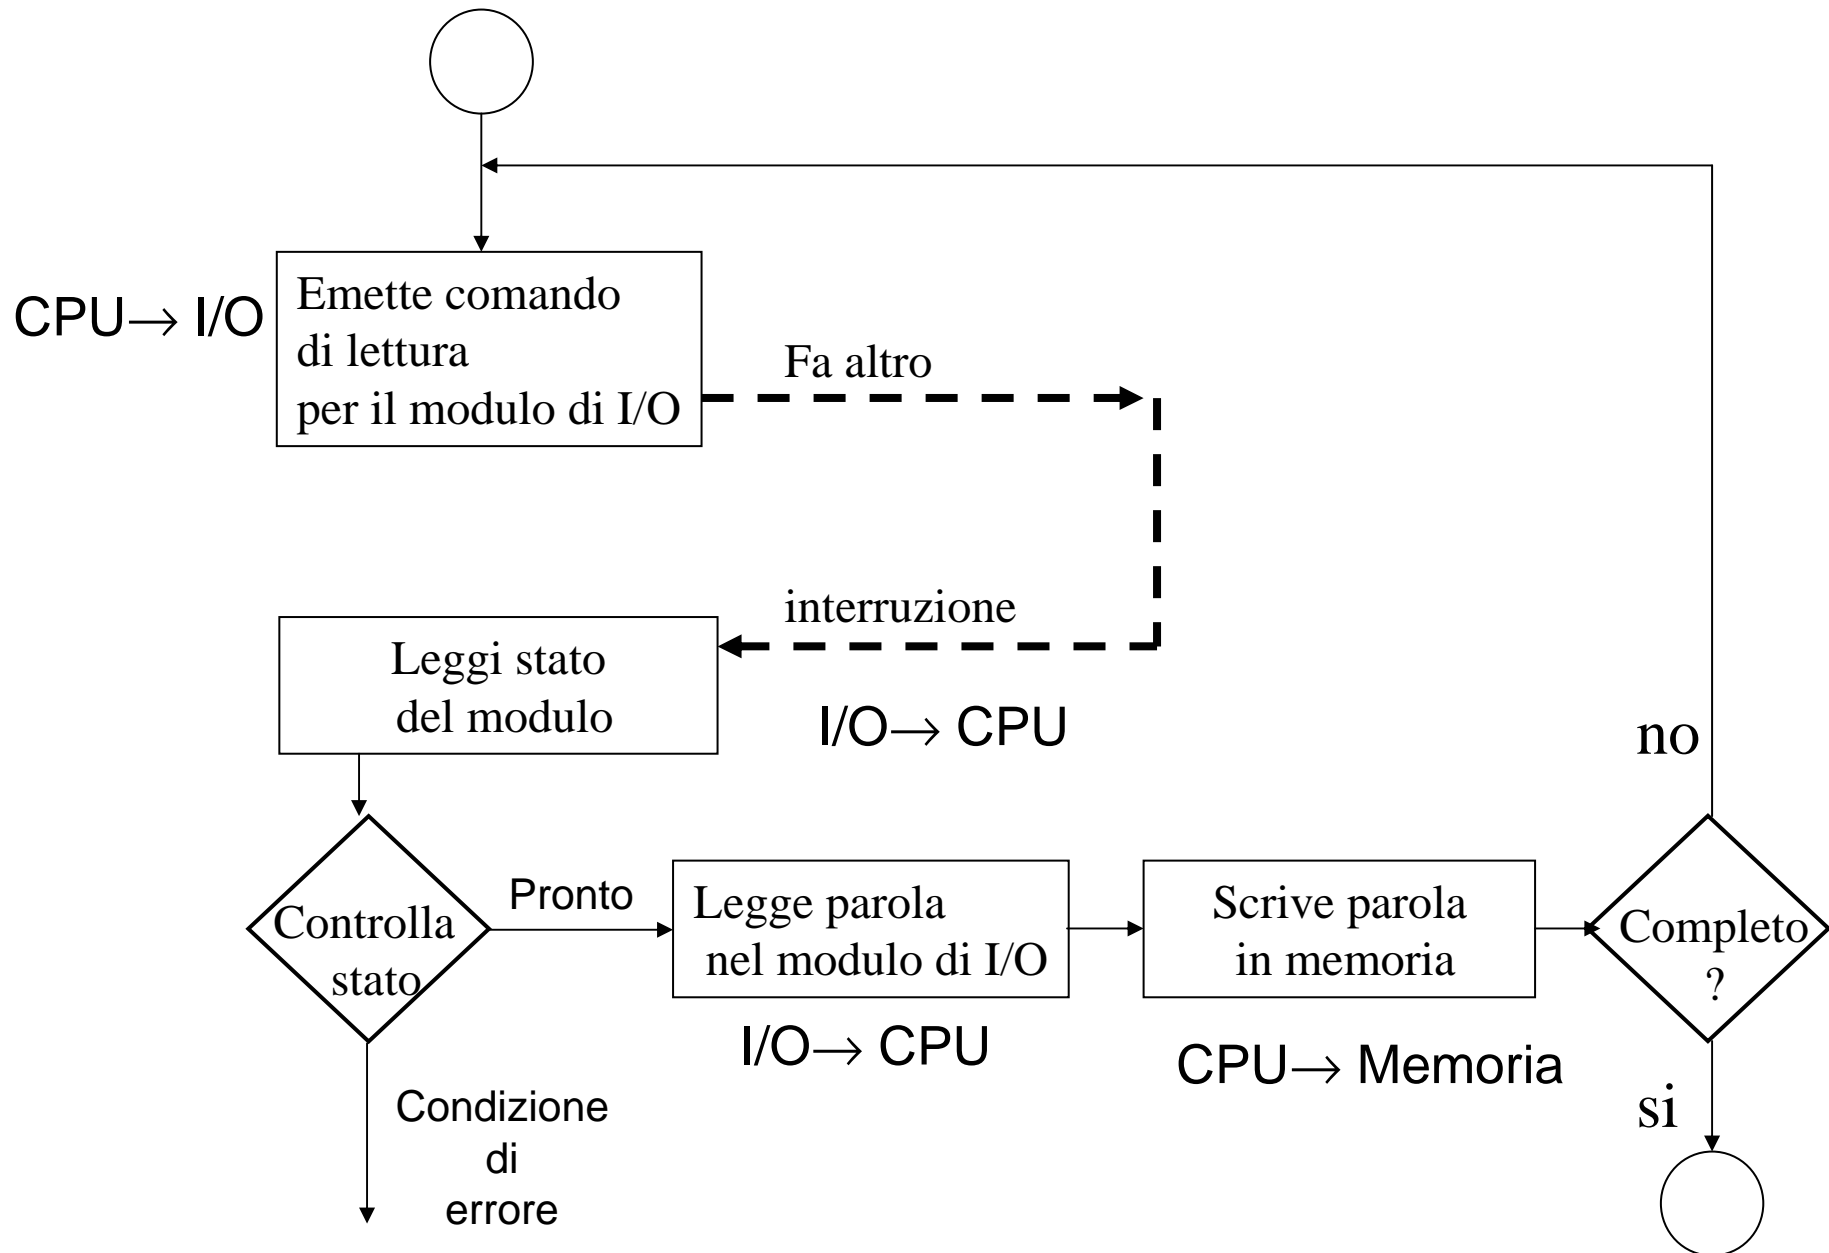 CPU→ I/O
Emette comando
di lettura
per il modulo di I/O
Fa altro
interruzione
Leggi stato
del modulo
I/O→ CPU
no
Controlla
stato
Pronto
Legge parola
nel modulo di I/O
Scrive parola
in memoria
Completo
?
I/O→ CPU
CPU→ Memoria
Condizione
di
errore
si